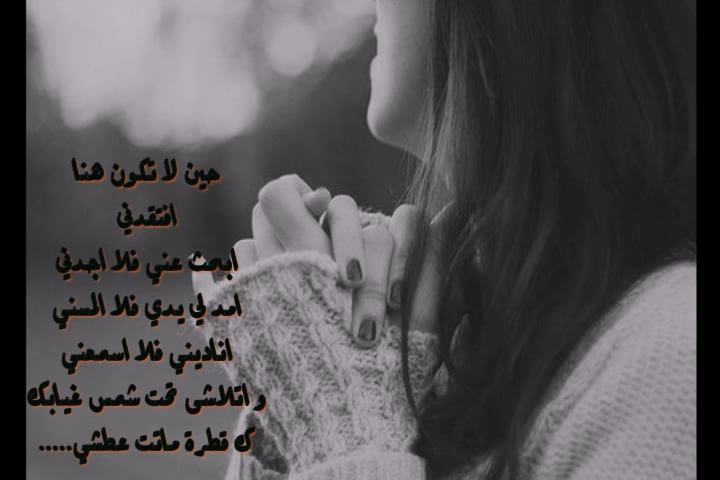 حين لا تكون هنا
افتقدني
ابحث عني فلا اجدني
امد لي يدي فلا المسني
اناديني فلا اسمعني
و اتلاشى تحت شمس غيابك
ك قطرة ماتت عطشي.....